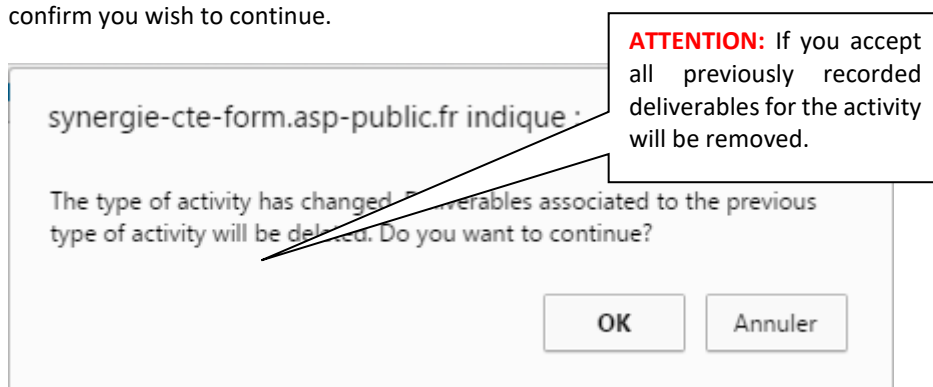 confirm you wish to continue.
ATTENTION: If you accept
all previously recorded
deliverables for the activity
will be removed.
synergie-cte-form.asp-public.fr indique :
The type of activity has changed. Deliverables associated to the previous
type of activity will be deleted. Do you want to continue?
OK
Annuler